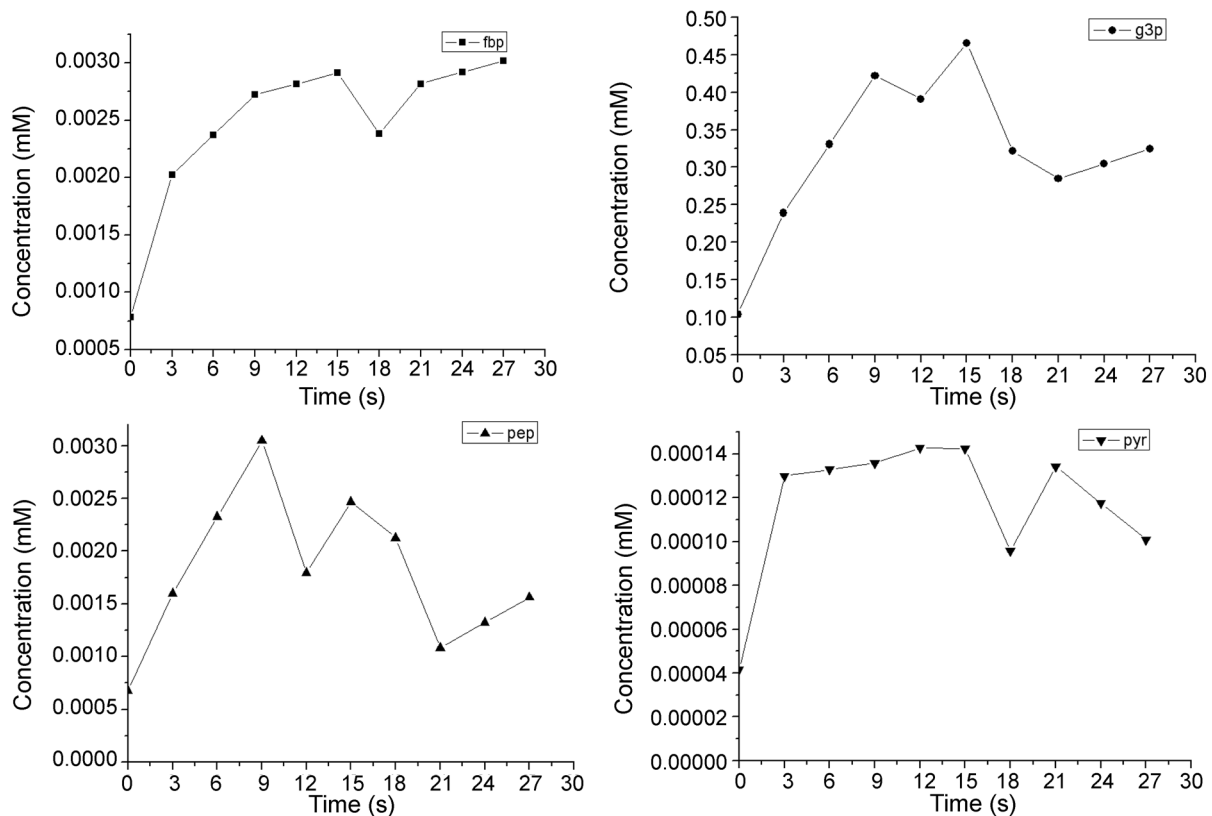 fbp
Concentration (mM)
0.0030
0.0025
0.0020
0.0015
0.0010
0.0005
0 3 6 9 12 15 18 21 24 27 30
Time (s)
g3p
Concentration (mM)
0.50
0.45
0.40
0.35
0.30
0.25
0.20
0.15
0.10
0.05
0 3 6 9 12 15 18 21 24 27 30
Time (s)
pep
Concentration (mM)
0.0030
0.0025
0.0020
0.0015
0.0010
0.0005
0.0000
0 3 6 9 12 15 18 21 24 27 30
Time (s)
pyr
Concentration (mM)
0.00014
0.00012
0.00010
0.00008
0.00006
0.00004
0.00002
0.00000
0 3 6 9 12 15 18 21 24 27 30
Time (s)